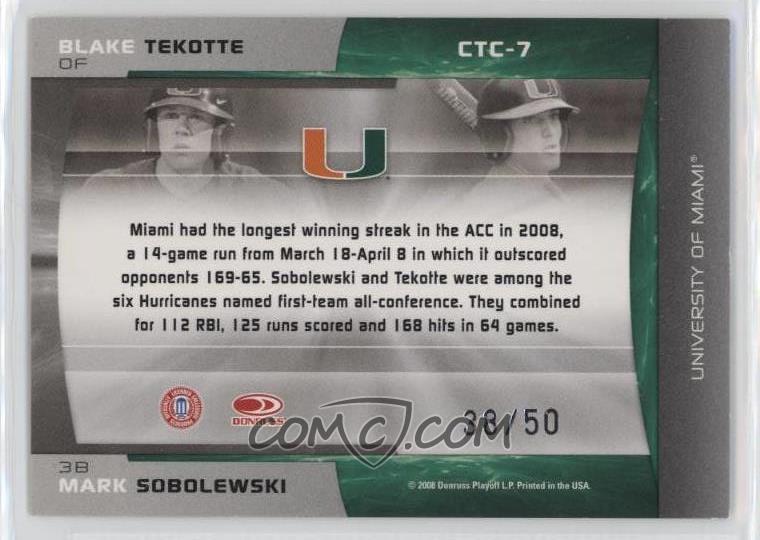 BLAKE TEKOTTE
OF
CTC-7
U
Miami had the longest winning streak in the ACC in 2008,
a 14-game run from March 18-April 8 in which it outscored
opponents 169-65. Sobolewski and Tekotte were among the
six Hurricanes named first-team all-conference. They combined
for 112 RBI, 125 runs scored and 168 hits in 64 games.
DONRUSS
38/50
COMC.COM
3B
MARK SOBOLEWSKI
© 2008 Donruss Playoff L.P. Printed in the USA.
UNIVERSITY OF MIAMI®